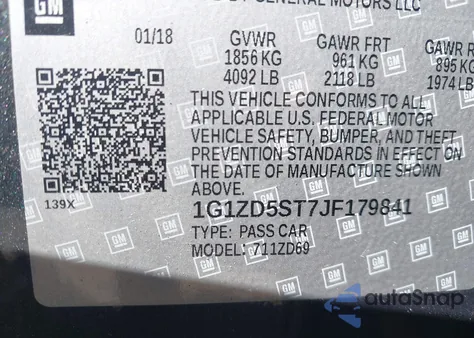 GM
BY GENERAL MOTORS LLC
01/18 GVWR GAWR FRT GAWR R
1856 KG 961 KG 895 KG
4092 LB 2118 LB 1974 LB
THIS VEHICLE CONFORMS TO ALL
APPLICABLE U.S. FEDERAL MOTOR
VEHICLE SAFETY, BUMPER, AND THEFT
PREVENTION STANDARDS IN EFFECT ON
THE DATE OF MANUFACTURE SHOWN
ABOVE.
139X
1G1ZD5ST7JF179841
TYPE: PASS CAR
MODEL: 711ZD69
autoSnap